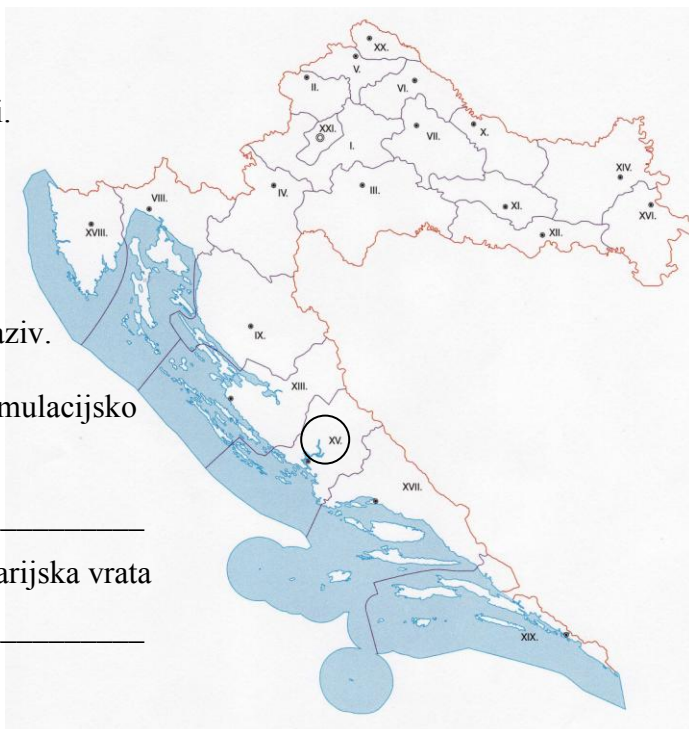 XX.
V.
II.
VI.
i.
XXI.
I.
VII.
X.
XIV.
VIII.
IV.
III.
XI.
XVI.
XVIII.
XII.
aziv.
IX.
XIII.
mulacijsko
XV.
XVII.
arijska vrata
XIX.